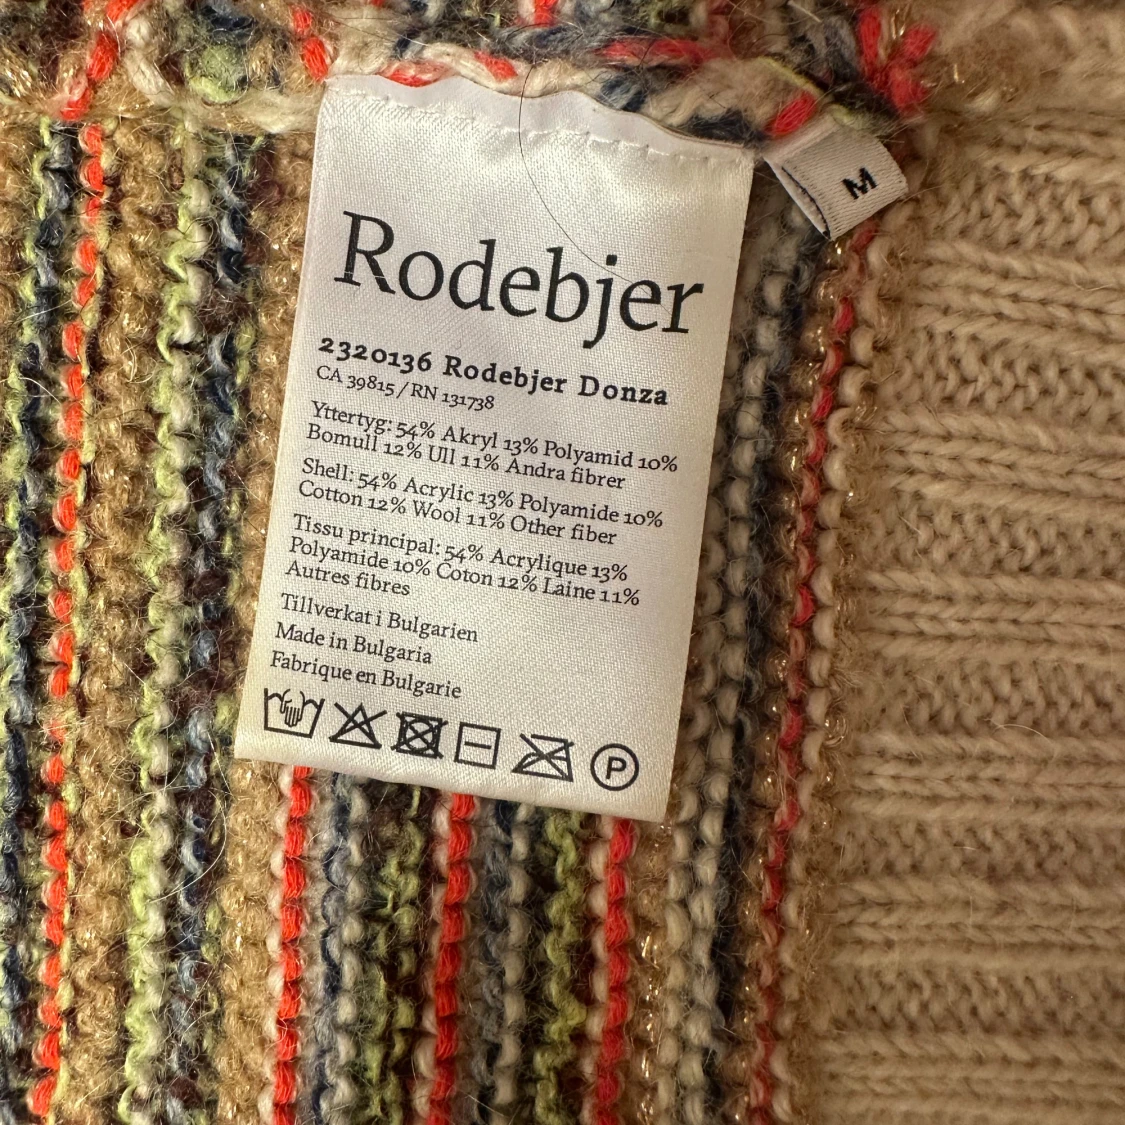 M
Rodebjer
2320136 Rodebjer Donza
CA 39815 / RN 131738
Yttertyg: 54% Akryl 13% Polyamid 10%
Bomull 12% Ull 11% Andra fibrer
Shell: 54% Acrylic 13% Polyamide 10%
Cotton 12% Wool 11% Other fiber
Tissu principal: 54% Acrylique 13%
Polyamide 10% Coton 12% Laine 11%
Autres fibres
Tillverkat i Bulgarien
Made in Bulgaria
Fabrique en Bulgarie
P